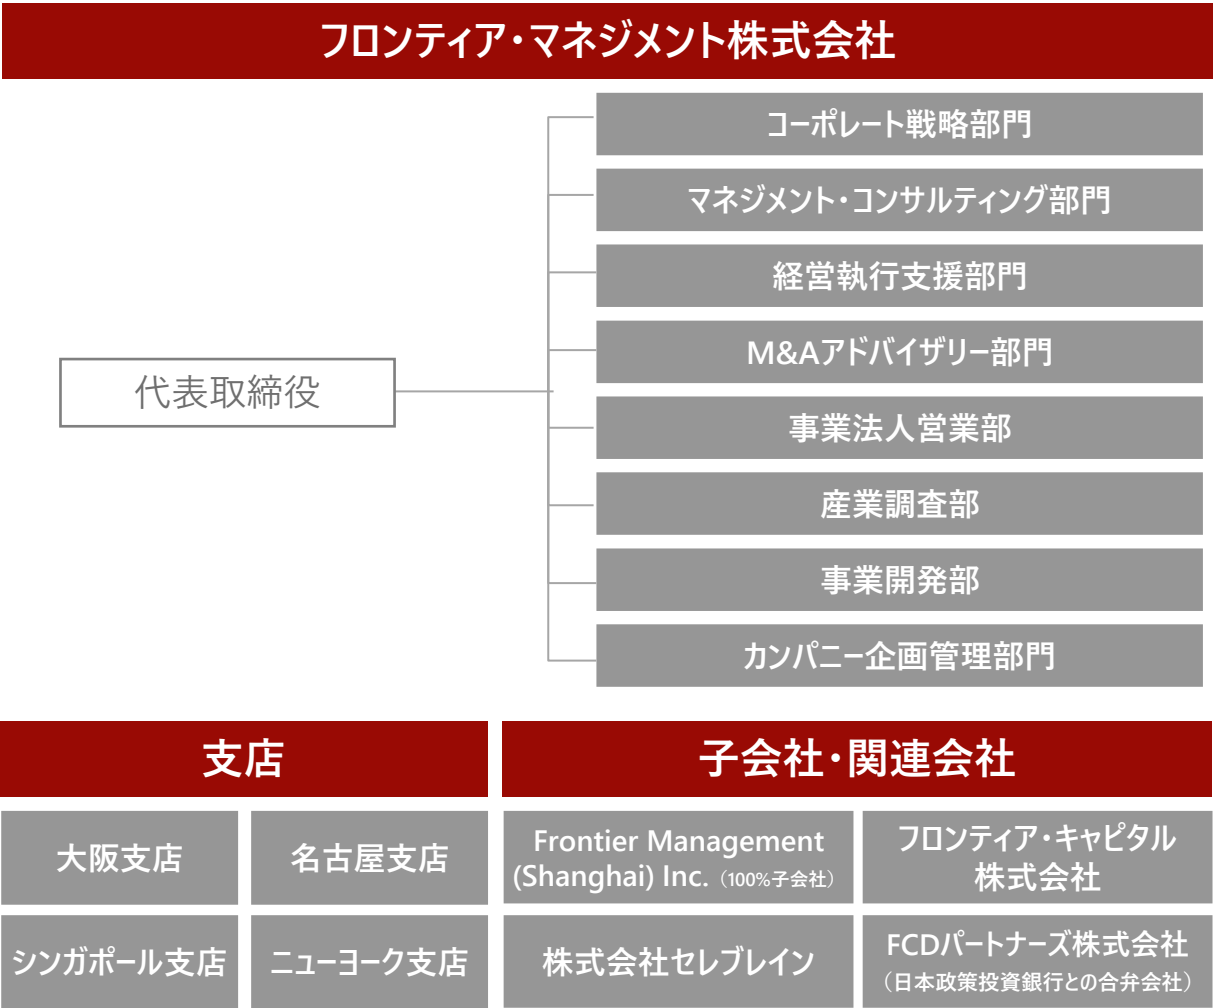 フロンティア・マネジメント株式会社
コーポレート戦略部門
マネジメント・コンサルティング部門
経営執行支援部門
M&Aアドバイザリー部門
代表取締役
事業法人営業部
産業調査部
事業開発部
カンパニー企画管理部門
支店
大阪支店
名古屋支店
シンガポール支店
ニューヨーク支店
子会社・関連会社
Frontier Management
(Shanghai) Inc.（100%子会社）
フロンティア・キャピタル
株式会社
株式会社セレブレイン
FCDパートナーズ株式会社
（日本政策投資銀行との合弁会社）